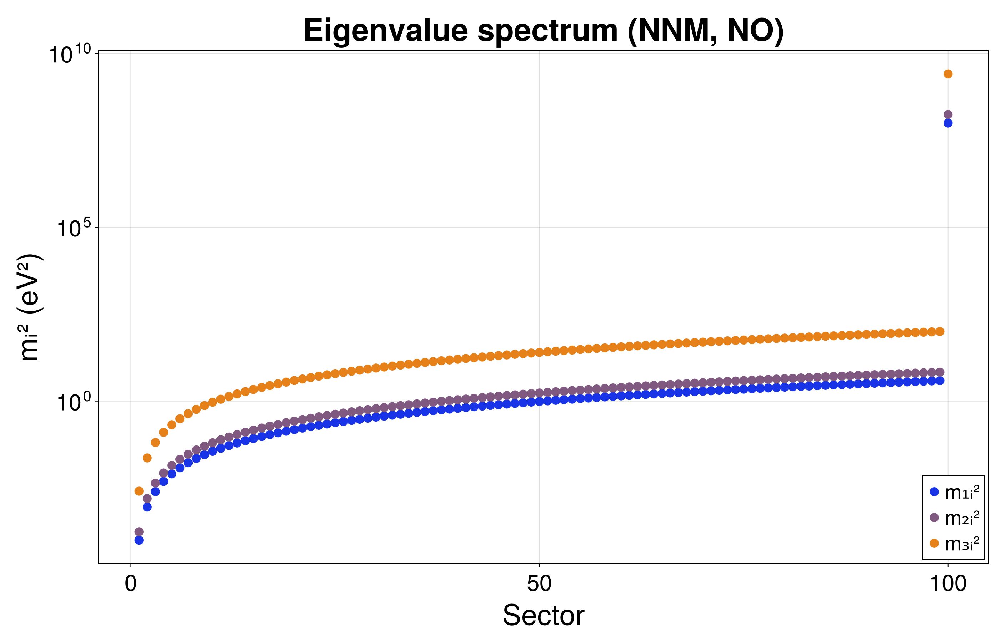 Eigenvalue spectrum (NNM, NO)
10¹⁰
10⁵
10⁰
mᵢ² (eV²)
0
50
100
Sector
m₁ᵢ²
m₂ᵢ²
m₃ᵢ²